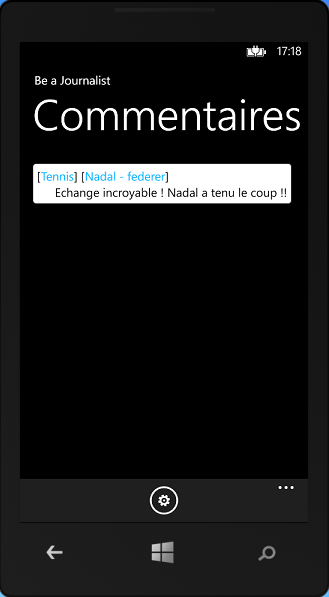 17:18
Be a Journalist
Commentaires
[Tennis] [Nadal - federer]
Echange incroyable ! Nadal a tenu le coup !!